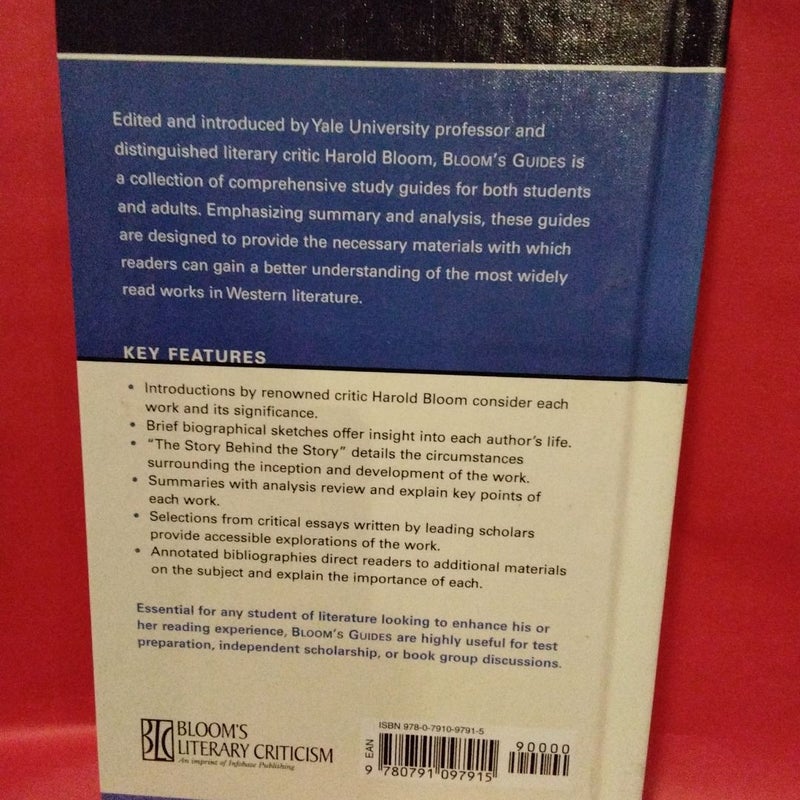 Edited and introduced by Yale University professor and
distinguished literary critic Harold Bloom, BLOOM'S GUIDES is
a collection of comprehensive study guides for both students
and adults. Emphasizing summary and analysis, these guides
are designed to provide the necessary materials with which
readers can gain a better understanding of the most widely
read works in Western literature.
KEY FEATURES
• Introductions by renowned critic Harold Bloom consider each
work and its significance.
• Brief biographical sketches offer insight into each author's life.
• "The Story Behind the Story" details the circumstances
surrounding the inception and development of the work.
• Summaries with analysis review and explain key points of
each work.
• Selections from critical essays written by leading scholars
provide accessible explorations of the work.
• Annotated bibliographies direct readers to additional materials
on the subject and explain the importance of each.
Essential for any student of literature looking to enhance his or
her reading experience, BLOOM'S GUIDES are highly useful for test
preparation, independent scholarship, or book group discussions.
BLC
BLOOM'S
LITERARY CRITICISM
An imprint of Infobase Publishing
ISBN 978-0-7910-9791-5
90000
EAN
9 780791 097915